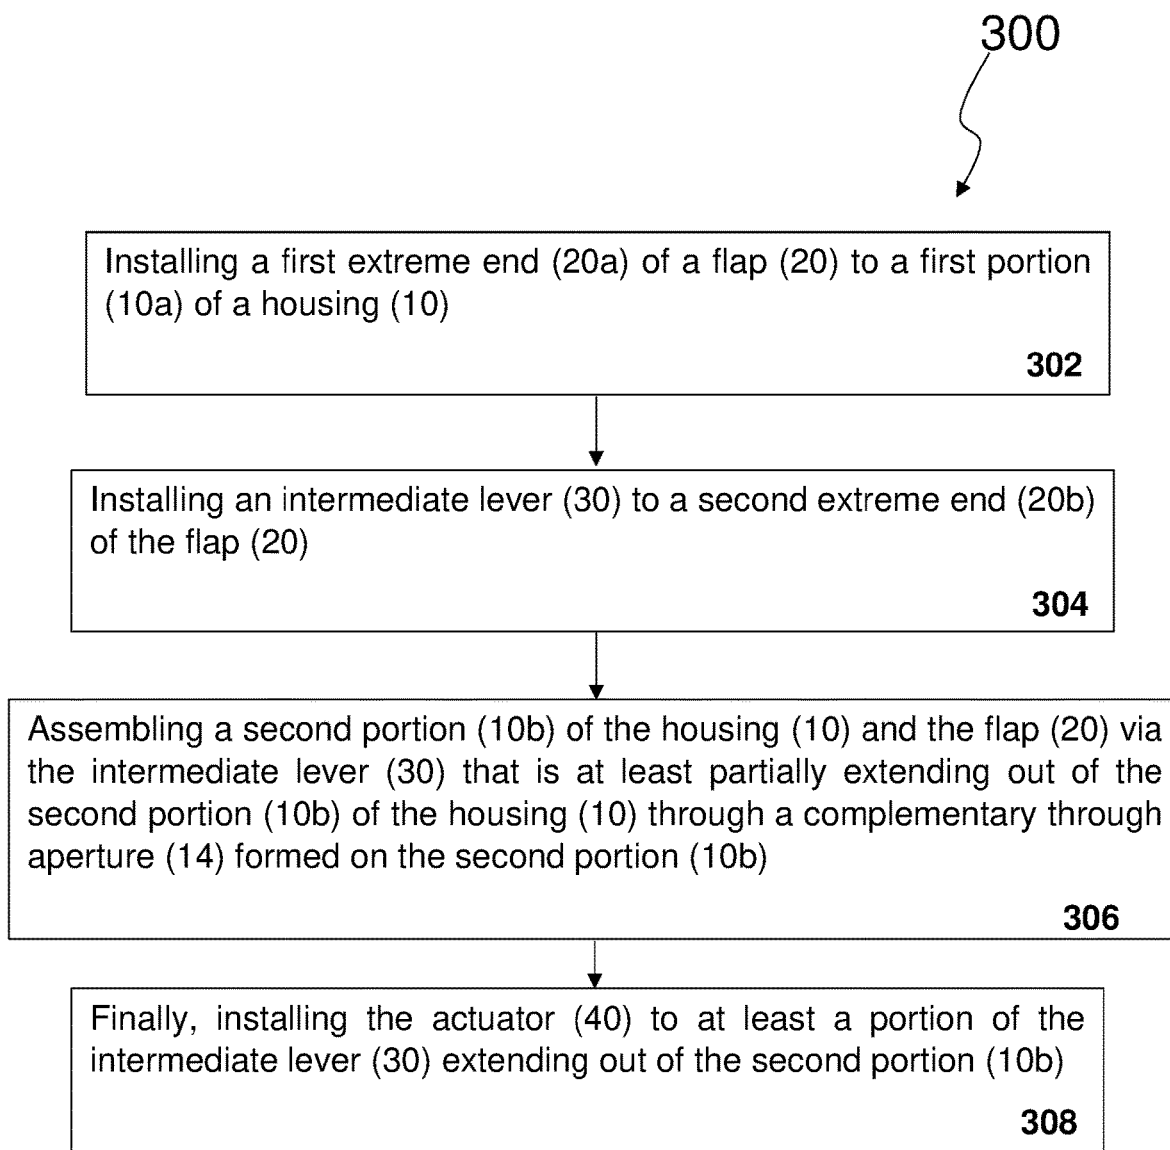 300
Installing a first extreme end (20a) of a flap (20) to a first portion
(10a) of a housing (10)
302
Installing an intermediate lever (30) to a second extreme end (20b)
of the flap (20)
304
Assembling a second portion (10b) of the housing (10) and the flap (20) via
the intermediate lever (30) that is at least partially extending out of the
second portion (10b) of the housing (10) through a complementary through
aperture (14) formed on the second portion (10b)
306
Finally, installing the actuator (40) to at least a portion of the
intermediate lever (30) extending out of the second portion (10b)
308